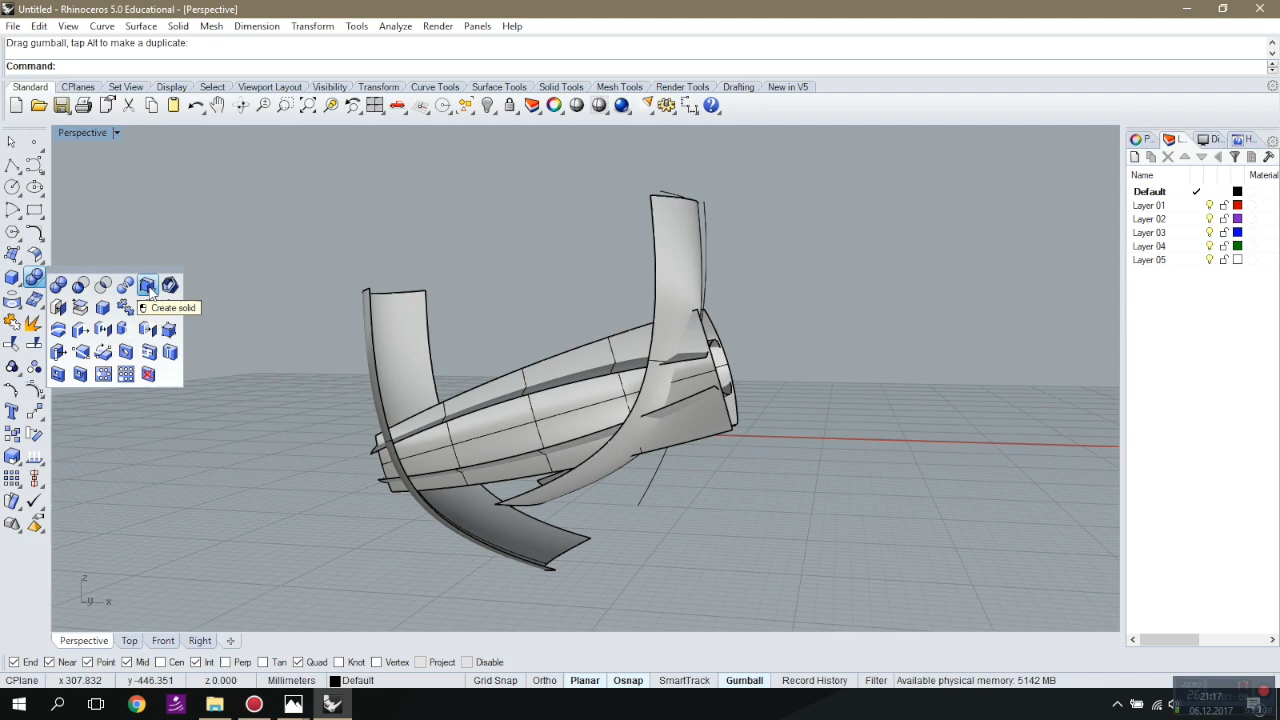 Untitled - Rhinoceros 5.0 Educational - [Perspective]
File Edit View Curve Surface Solid Mesh Dimension Transform Tools Analyze Render Panels Help
Drag gumball, tap Alt to make a duplicate:
Command:
Standard CPlanes Set View Display Select Viewport Layout Visibility Transform Curve Tools Surface Tools Solid Tools Mesh Tools Render Tools Drafting New in V5
Perspective
P... L... Di... H...
Name Material
Default
Layer 01
Layer 02
Layer 03
Layer 04
Layer 05
Create solid
z
y x
Perspective Top Front Right
End Near Point Mid Cen Int Perp Tan Quad Knot Vertex Project Disable
CPlane x 307.832 y -446.351 z 0.000 Millimeters Default Grid Snap Ortho Planar Osnap SmartTrack Gumball Record History Filter Available physical memory: 5142 MB
21:17
06.12.2017